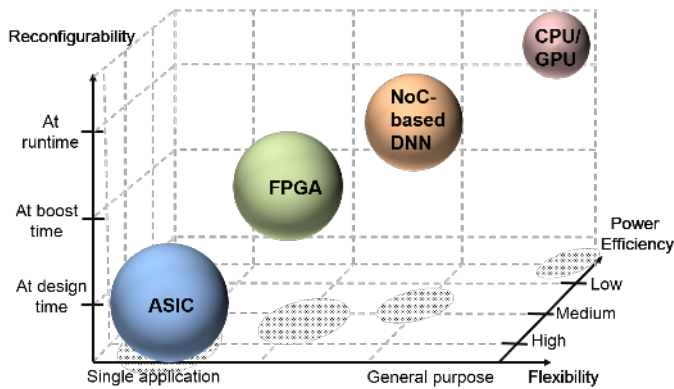 Reconfigurability
CPU/
GPU
At
runtime
NoC-
based
DNN
FPGA
At boost
time
Power
Efficiency
At design
time
ASIC
Low
Medium
High
Single application
General purpose
Flexibility